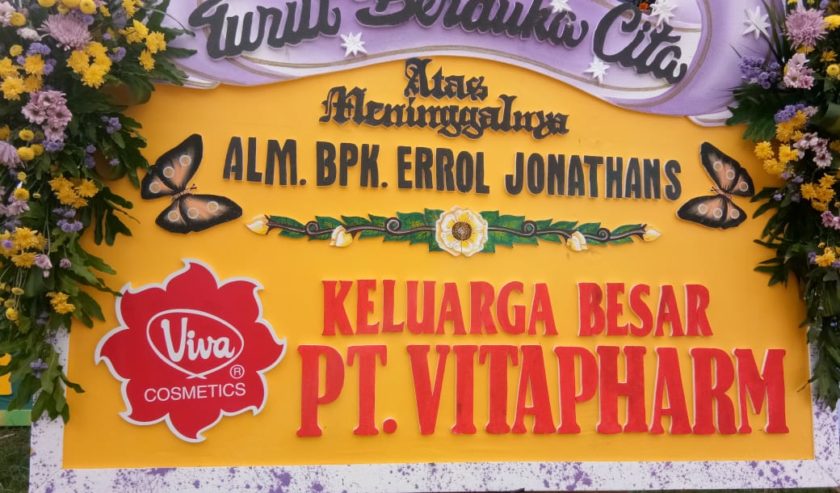 Turut Berduka Cita
Atas
Meninggalnya
ALM. BPK. ERROL JONATHANS
Viva
®
COSMETICS
KELUARGA BESAR
PT. VITAPHARM